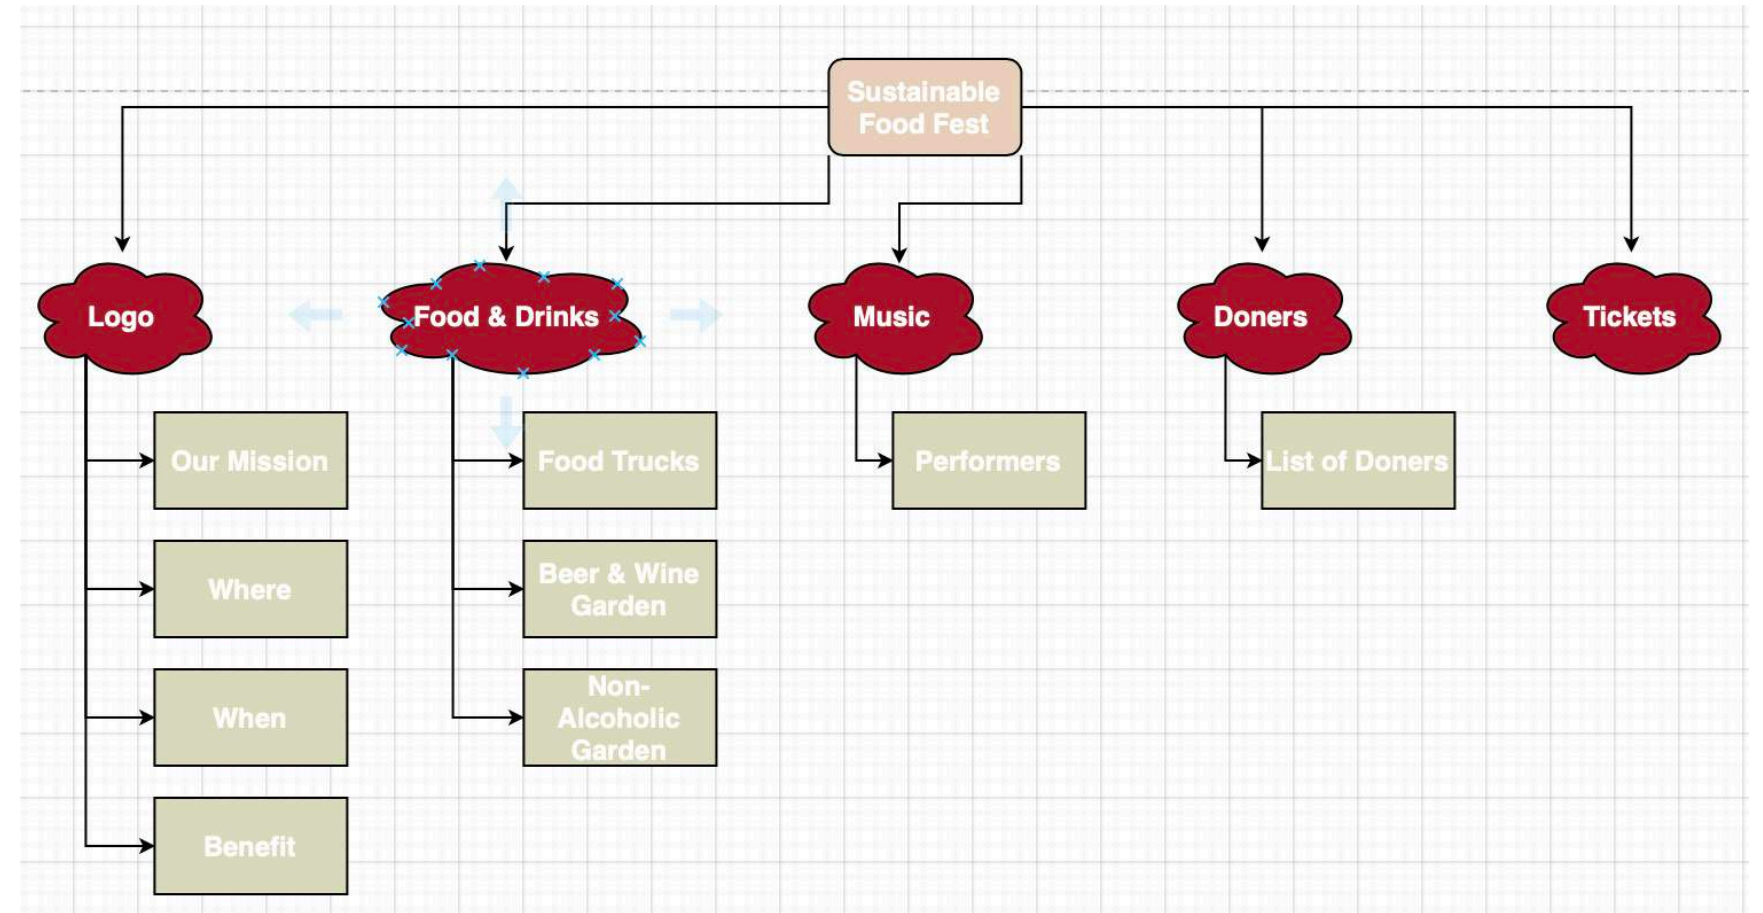 Sustainable
Food Fest
Logo
Food & Drinks
Music
Doners
Tickets
Our Mission
Food Trucks
Performers
List of Doners
Where
Beer & Wine
Garden
When
Non-
Alcoholic
Garden
Benefit